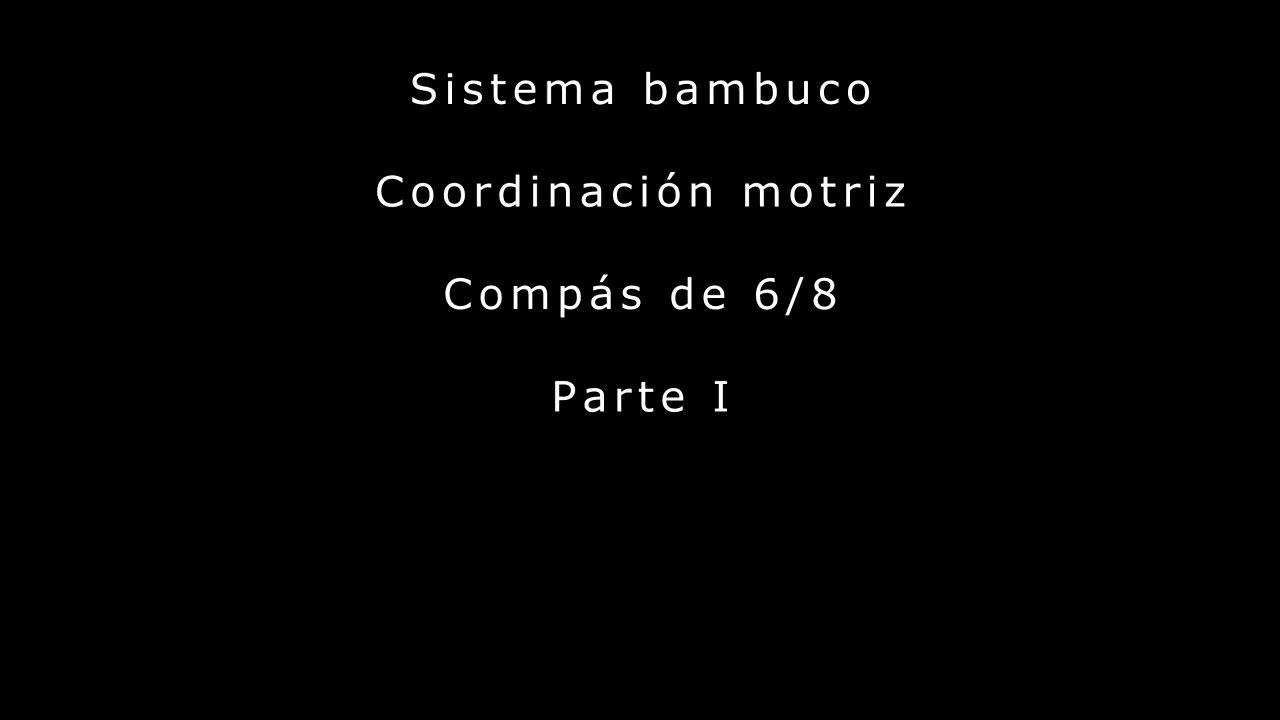 Sistema bambuco
Coordinación motriz
Compás de 6/8
Parte I